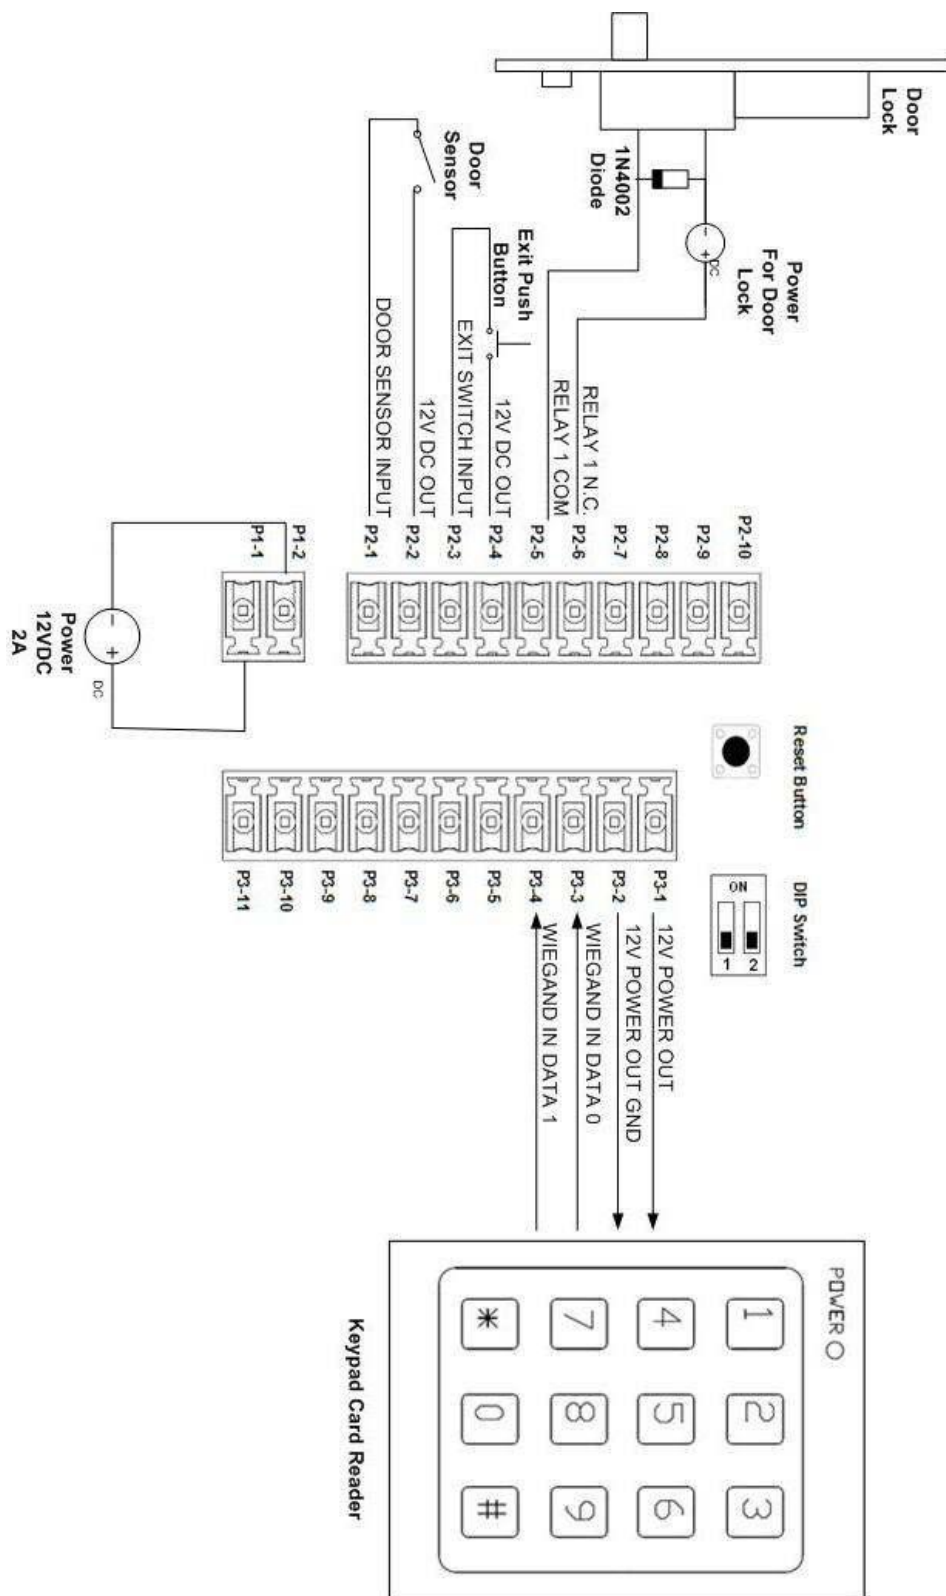 Door
Lock
1N4002
Diode
Power
For Door
Lock
-
+
DC
Door
Sensor
Exit Push
Button
RELAY 1 N.C.
RELAY 1 COM
12V DC OUT
EXIT SWITCH INPUT
12V DC OUT
DOOR SENSOR INPUT
P2-10
P2-9
P2-8
P2-7
P2-6
P2-5
P2-4
P2-3
P2-2
P2-1
P1-2
P1-1
-
+
DC
Power
12VDC
2A
Reset Button
DIP Switch
ON
2
1
P3-1
P3-2
P3-3
P3-4
P3-5
P3-6
P3-7
P3-8
P3-9
P3-10
P3-11
12V POWER OUT
12V POWER OUT GND
WIEGAND IN DATA 0
WIEGAND IN DATA 1
POWER
1 2 3
4 5 6
7 8 9
* 0 #
Keypad Card Reader